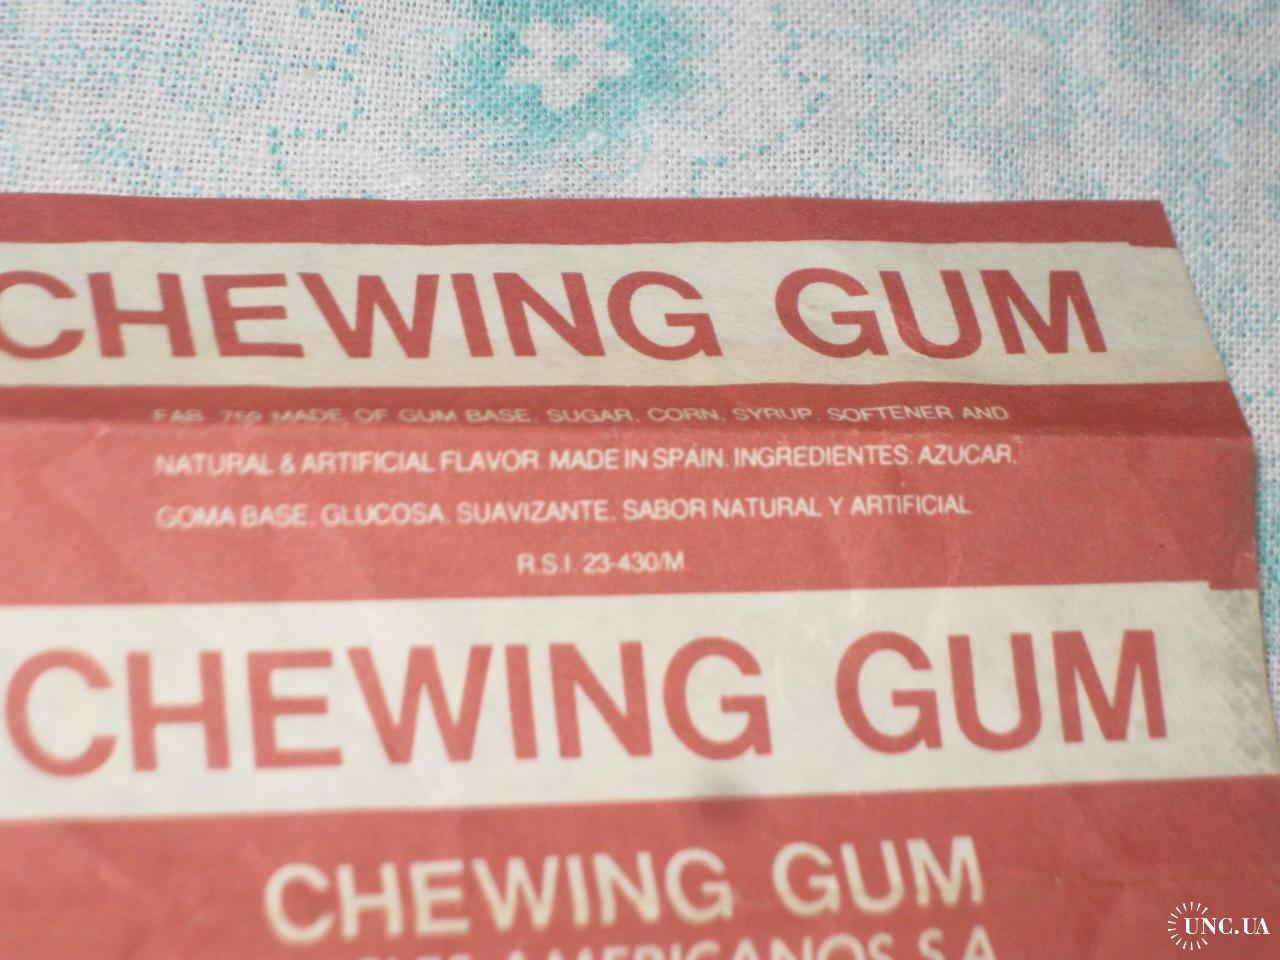 CHEWING GUM
FAB. 759 MADE OF GUM BASE. SUGAR. CORN. SYRUP. SOFTENER AND
NATURAL & ARTIFICIAL FLAVOR. MADE IN SPAIN. INGREDIENTES: AZUCAR.
GOMA BASE. GLUCOSA. SUAVIZANTE. SABOR NATURAL Y ARTIFICIAL
R.S.I. 23-430/M
CHEWING GUM
CHEWING GUM
AMERICANOS S.A.
UNC.UA